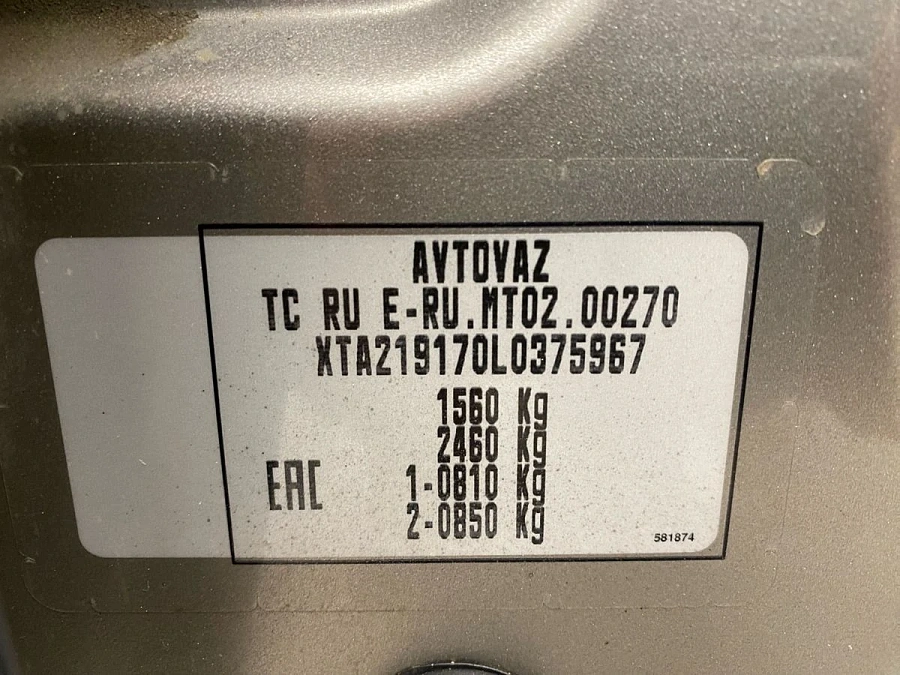 AVTOVAZ
TC RU E-RU.MT02.00270
XTA219170L0375967
1560 Kg
2460 Kg
1-0810 Kg
2-0850 Kg
EAC
581874